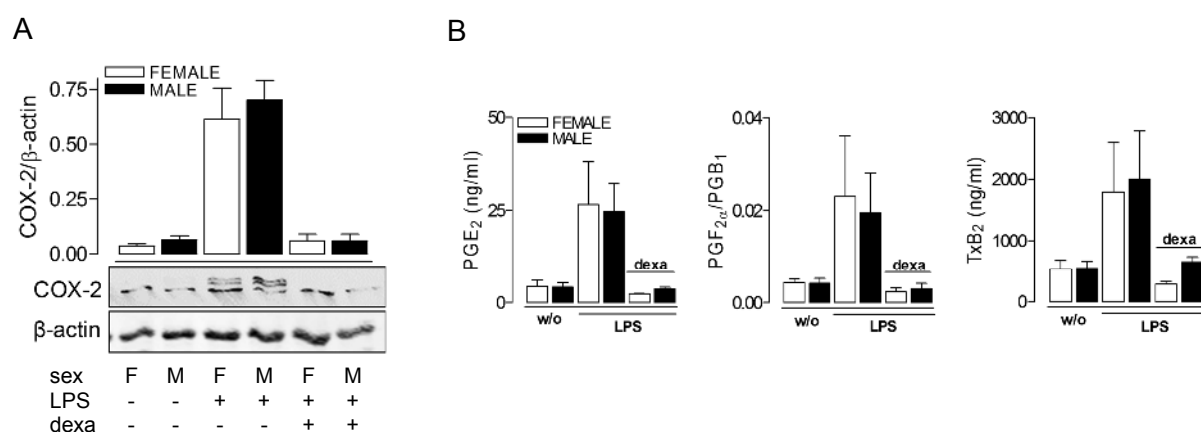 A
FEMALE
MALE
COX-2/β-actin
0.75
0.50
0.25
0.00
COX-2
β-actin
sex F M F M F M
LPS - - + + + +
dexa - - - - + +
B
PGE2 (ng/ml)
50
25
0
FEMALE
MALE
dexa
w/o LPS
PGF2α/PGB1
0.04
0.02
0.00
dexa
w/o LPS
TxB2 (ng/ml)
3000
2000
1000
0
dexa
w/o LPS